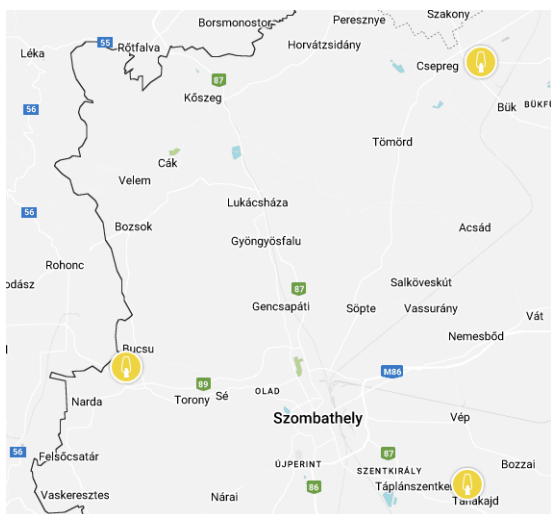 Szakony
Peresznye
Borsmonostor
Rőtfalva
55
Horvátzsidány
Léka
Csepreg
87
Kőszeg
Bük
BÜKFÜ
56
Tömörd
Cák
Velem
Lukácsháza
56
Bozsok
Acsád
Gyöngyösfalu
Rohonc
odász
Salköveskút
87
Gencsapáti
Söpte
Vassurány
Vát
Nemesbőd
Bucsu
M86
89
OLAD
Torony
Sé
Narda
Szombathely
Vép
56
Felsőcsatár
87
ÚJPERINT
SZENTKIRÁLY
Bozzai
Vaskeresztes
Nárai
86
Táplánszentke
Tanakajd